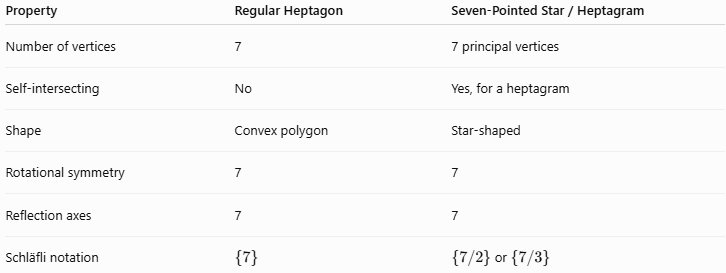 Property Regular Heptagon Seven-Pointed Star / Heptagram
Number of vertices 7 7 principal vertices
Self-intersecting No Yes, for a heptagram
Shape Convex polygon Star-shaped
Rotational symmetry 7 7
Reflection axes 7 7
Schläfli notation {7} {7/2} or {7/3}